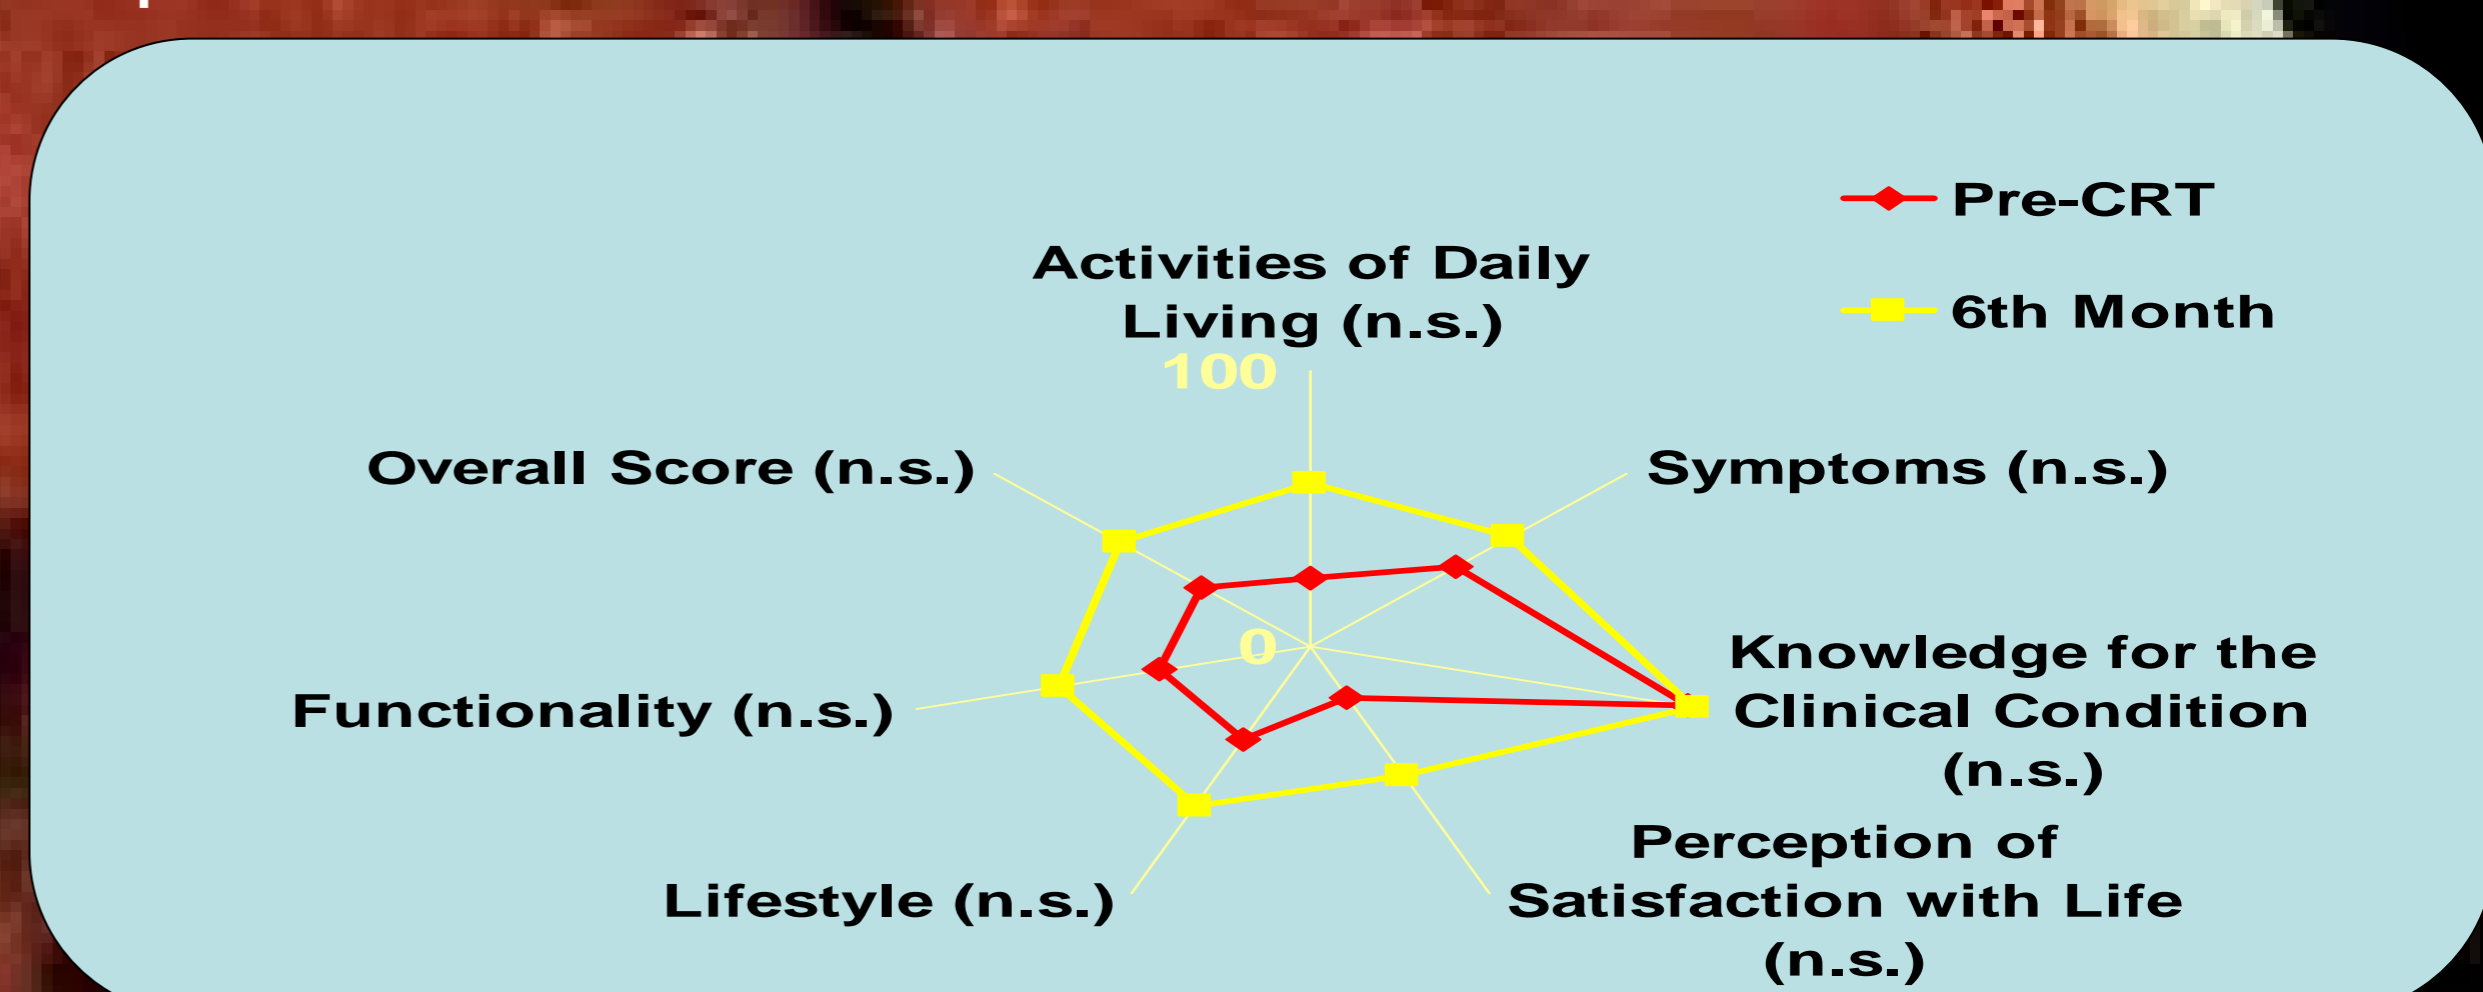 Pre-CRT
6th Month
Activities of Daily
Living (n.s.)
100
Overall Score (n.s.)
Symptoms (n.s.)
0
Knowledge for the
Clinical Condition
(n.s.)
Functionality (n.s.)
Perception of
Satisfaction with Life
(n.s.)
Lifestyle (n.s.)